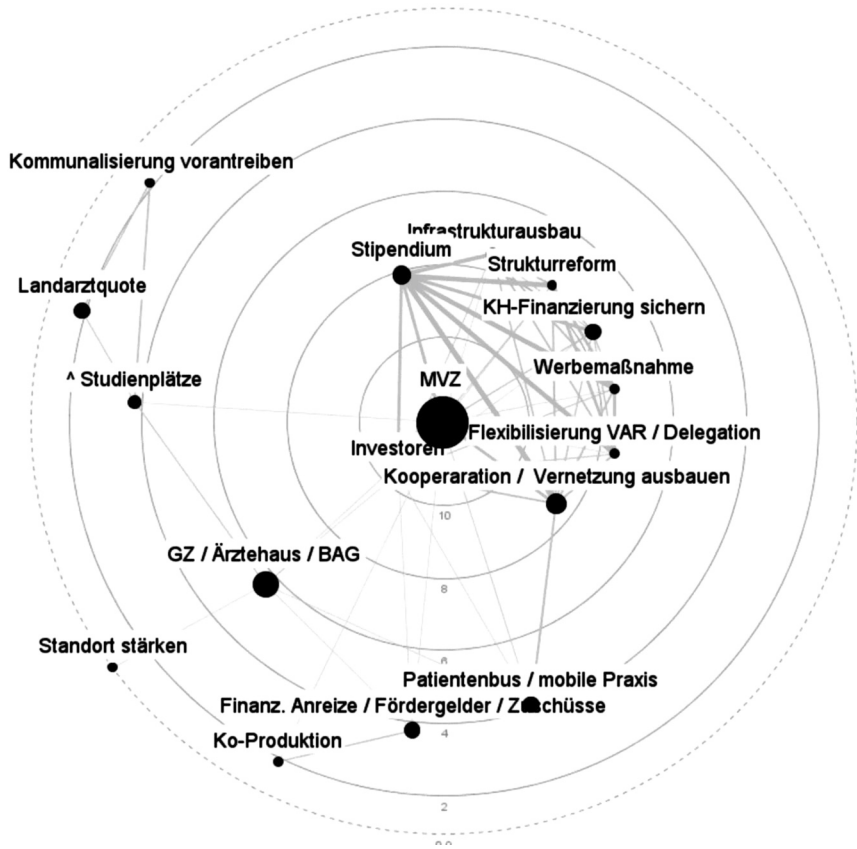 Kommunalisierung vorantreiben
Infrastrukturausbau
Stipendium
Strukturreform
Landarztquote
KH-Finanzierung sichern
Werbemaßnahme
^ Studienplätze
MVZ
Flexibilisierung VAR / Delegation
Investoren
Kooperaration / Vernetzung ausbauen
10
GZ / Ärztehaus / BAG
8
Standort stärken
6
Patientenbus / mobile Praxis
Finanz. Anreize / Fördergelder / Zuschüsse
4
Ko-Produktion
2
0.0